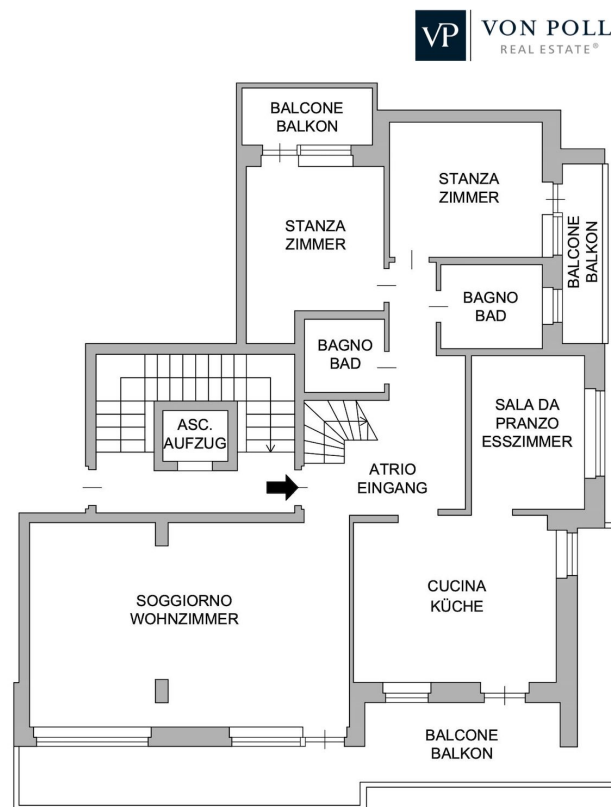 VP
VON POLL
REAL ESTATE®
BALCONE
BALKON
STANZA
ZIMMER
STANZA
ZIMMER
BALCONE
BALKON
BAGNO
BAD
BAGNO
BAD
ASC.
AUFZUG
SALA DA
PRANZO
ESSZIMMER
ATRIO
EINGANG
SOGGIORNO
WOHNZIMMER
CUCINA
KÜCHE
BALCONE
BALKON